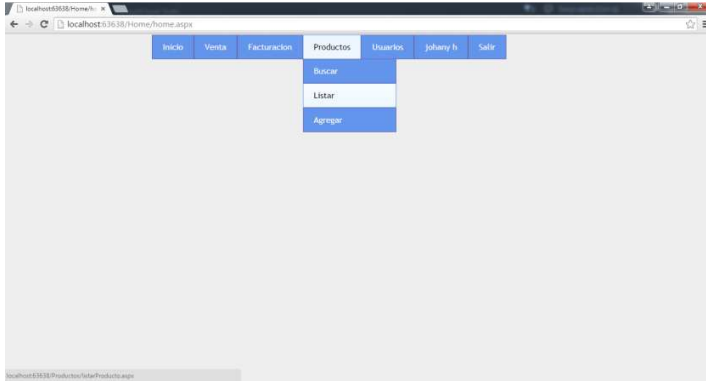 localhost:63638/Home/ho
localhost:63638/Home/home.aspx
Inicio Venta Facturacion Productos Usuarios johany h Salir
Buscar
Listar
Agregar
localhost:63638/Productos/listarProducto.aspx